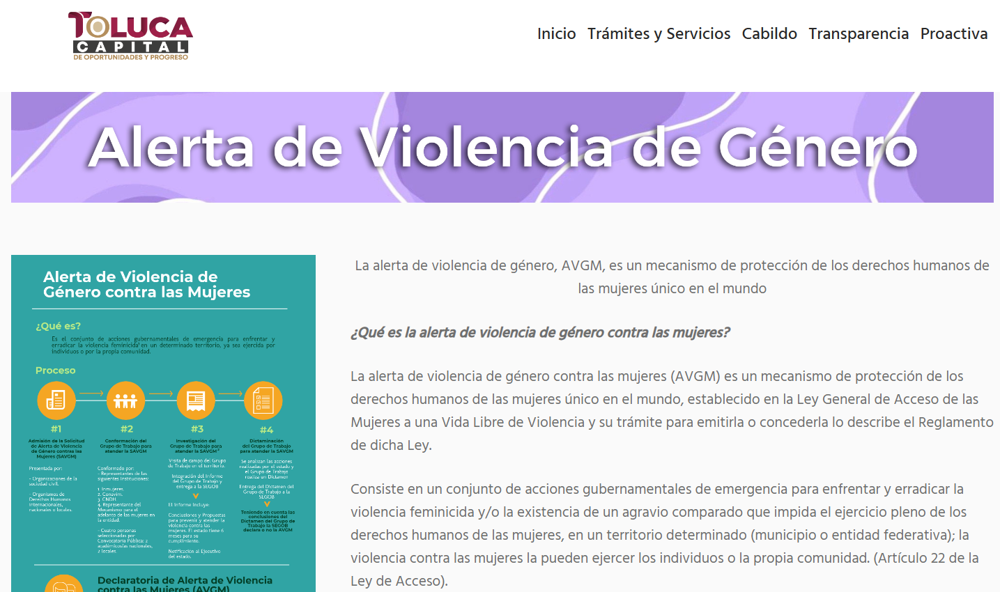 TOLUCA
CAPITAL
DE OPORTUNIDADES Y PROGRESO
Inicio Trámites y Servicios Cabildo Transparencia Proactiva
Alerta de Violencia de Género
Alerta de Violencia de
Género contra las Mujeres
¿Qué es?
Es el conjunto de acciones gubernamentales de emergencia para enfrentar y
erradicar la violencia feminicida¹ en un determinado territorio, ya sea ejercida por
individuos o por la propia comunidad.
Proceso
#1
Admisión de la Solicitud
de Alerta de Violencia
de Género contras las
Mujeres (SAVGM)
Presentada por:
- Organizaciones de la
sociedad civil.
- Organismos de
Derechos Humanos
internacionales,
nacionales o locales.
#2
Conformación del
Grupo de Trabajo para
atender la SAVGM
Conformado por:
- Representantes de las
siguientes Instituciones:
1. Inmujeres
2. Conavim.
3. CNDH.
4. Representante del
Mecanismo para el
adelanto de las mujeres en
la entidad.
- Cuatro personas
seleccionadas por
Convocatoria Pública: 2
académicos/as nacionales,
2 locales.
#3
Investigación del
Grupo de Trabajo para
atender la SAVGM²
Visita de campo del Grupo
de Trabajo en el territorio.
Integración del Informe
del Grupo de Trabajo y
entrega a la SEGOB
El Informe Incluye:
Conclusiones y Propuestas
para prevenir y atender la
violencia contra las
mujeres. El estado tiene 6
meses para su
cumplimiento.
Notificación al Ejecutivo
del estado.
#4
Dictaminación
del Grupo de Trabajo
para atender la SAVGM
Se analizan las acciones
realizadas por el estado y
el Grupo de Trabajo
realiza un Dictamen
Entrega del Dictamen del
Grupo de Trabajo a la
SEGOB
Teniendo en cuenta las
conclusiones del
Dictamen del Grupo de
Trabajo la SEGOB
declara o no la AVGM
Declaratoria de Alerta de Violencia
contra las Mujeres (AVGM)
La alerta de violencia de género, AVGM, es un mecanismo de protección de los derechos humanos de
las mujeres único en el mundo
¿Qué es la alerta de violencia de género contra las mujeres?
La alerta de violencia de género contra las mujeres (AVGM) es un mecanismo de protección de los
derechos humanos de las mujeres único en el mundo, establecido en la Ley General de Acceso de las
Mujeres a una Vida Libre de Violencia y su trámite para emitirla o concederla lo describe el Reglamento
de dicha Ley.
Consiste en un conjunto de acciones gubernamentales de emergencia para enfrentar y erradicar la
violencia feminicida y/o la existencia de un agravio comparado que impida el ejercicio pleno de los
derechos humanos de las mujeres, en un territorio determinado (municipio o entidad federativa); la
violencia contra las mujeres la pueden ejercer los individuos o la propia comunidad. (Artículo 22 de la
Ley de Acceso).